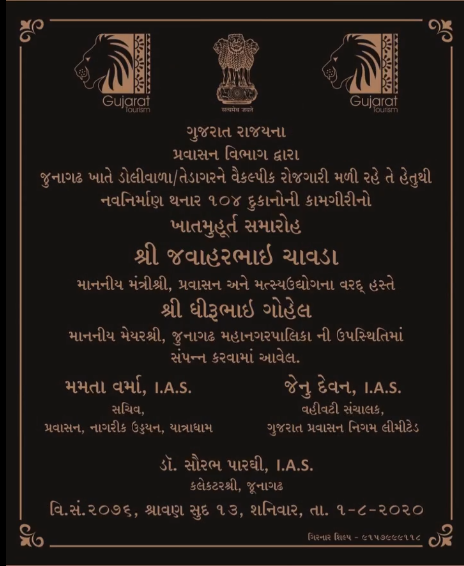 Gujarat
Tourism
सत्यमेव जयते
Gujarat
Tourism
ગુજરાત રાજયના
પ્રવાસન વિભાગ દ્વારા
જુનાગઢ ખાતે ડોલીવાળા/તેડાગરને વૈકલ્પીક રોજગારી મળી રહે તે હેતુથી
નવનિર્માણ થનાર ૧૦૪ દુકાનોની કામગીરીનો
ખાતમુહૂર્ત સમારોહ
શ્રી જવાહરભાઇ ચાવડા
માનનીય મંત્રીશ્રી, પ્રવાસન અને મત્સ્યઉદ્યોગના વરદ્ હસ્તે
શ્રી ધીરૂભાઇ ગોહેલ
માનનીય મેયરશ્રી, જુનાગઢ મહાનગરપાલિકા ની ઉપસ્થિતિમાં
સંપન્ન કરવામાં આવેલ.
મમતા વર્મા, I.A.S.
સચિવ,
પ્રવાસન, નાગરીક ઉડ્ડયન, યાત્રાધામ
જેનુ દેવન, I.A.S.
વહીવટી સંચાલક,
ગુજરાત પ્રવાસન નિગમ લીમીટેડ
ડૉ. સૌરભ પારઘી, I.A.S.
કલેકટરશ્રી, જૂનાગઢ
વિ.સં.૨૦૭૬, શ્રાવણ સુદ ૧૩, શનિવાર, તા. ૧-૮-૨૦૨૦
ગિરનાર શિલ્પ - ૯૧૫૭૯૯૯૧૧૮